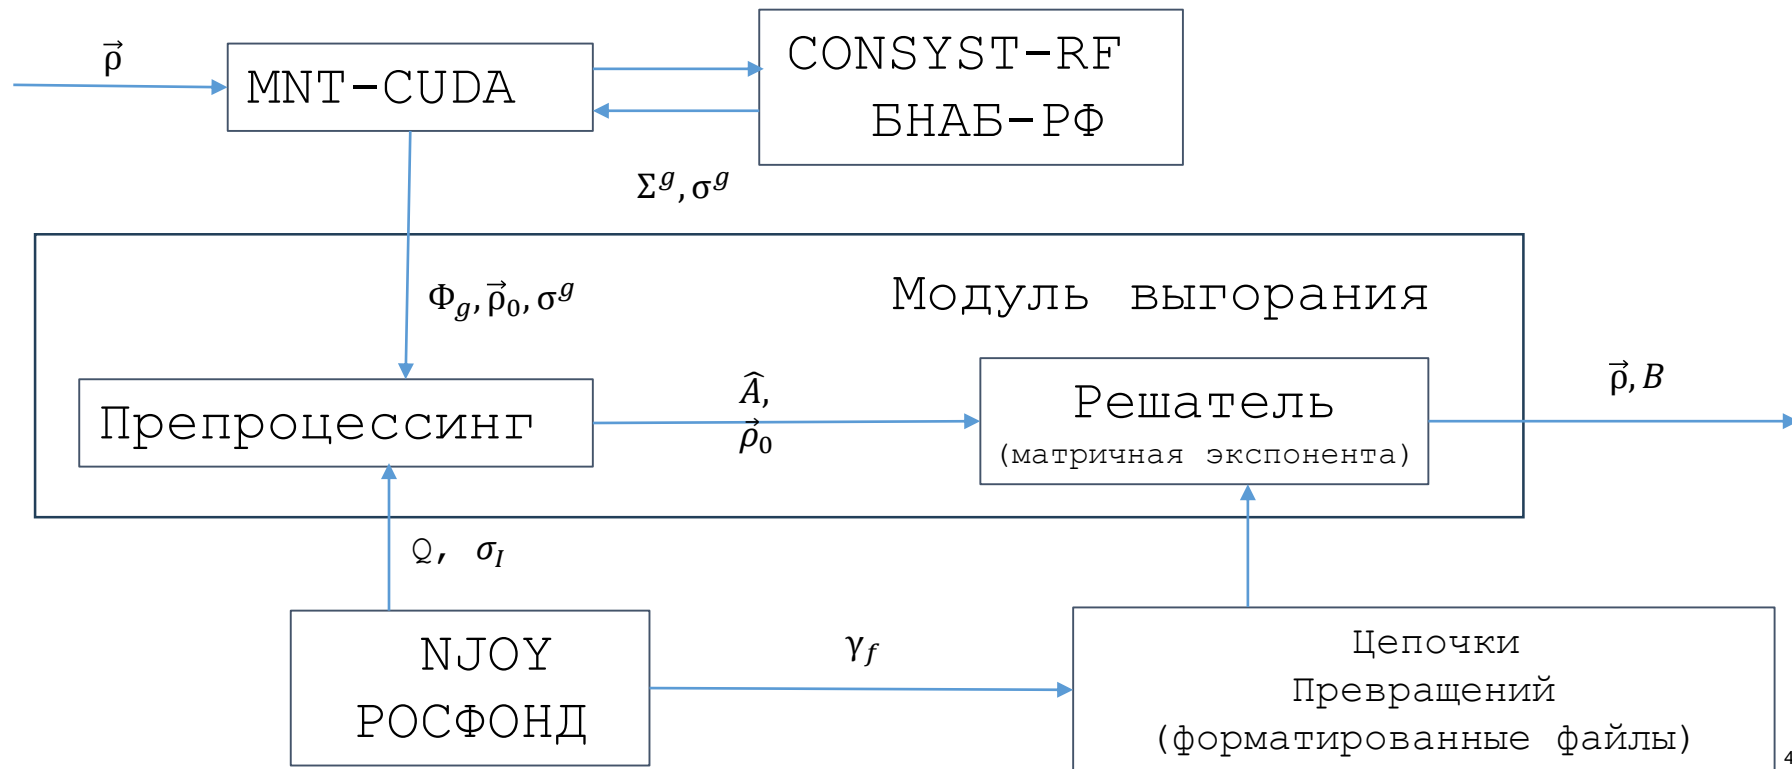 ρ⃗
MNT-CUDA
CONSYST-RF
БНАБ-РФ
Σ^g, σ^g
Φ_g, ρ⃗_0, σ^g
Модуль выгорания
Препроцессинг
Â,
ρ⃗_0
Решатель
(матричная экспонента)
ρ⃗, B
Q, σ_I
NJOY
РОСФОНД
γ_f
Цепочки
Превращений
(форматированные файлы)